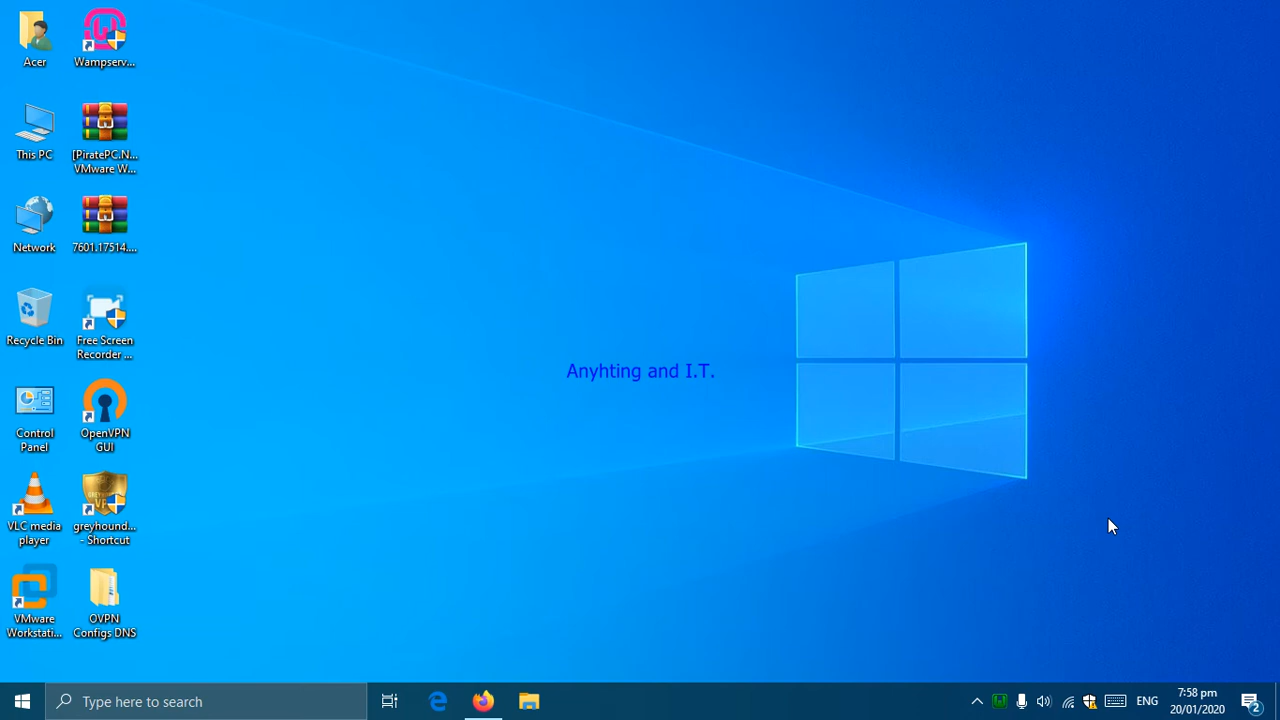 Acer
Wampserv...
This PC
[PiratePC.N...
VMware W...
Network
7601.17514....
Recycle Bin
Free Screen
Recorder ...
Anyhting and I.T.
Control
Panel
OpenVPN
GUI
VLC media
player
greyhound...
- Shortcut
VMware
Workstati...
OVPN
Configs DNS
Type here to search
ENG
7:58 pm
20/01/2020
2